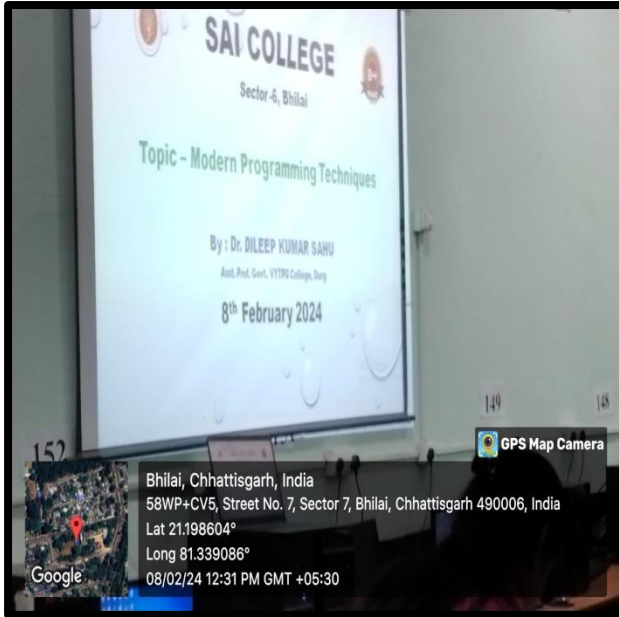 SAI COLLEGE
Sector -6, Bhilai
Topic – Modern Programming Techniques
By : Dr. DILEEP KUMAR SAHU
Asst. Prof. Govt. VYTPG College, Durg
8th February 2024
149
148
152
GPS Map Camera
Bhilai, Chhattisgarh, India
58WP+CV5, Street No. 7, Sector 7, Bhilai, Chhattisgarh 490006, India
Lat 21.198604°
Long 81.339086°
08/02/24 12:31 PM GMT +05:30
Google